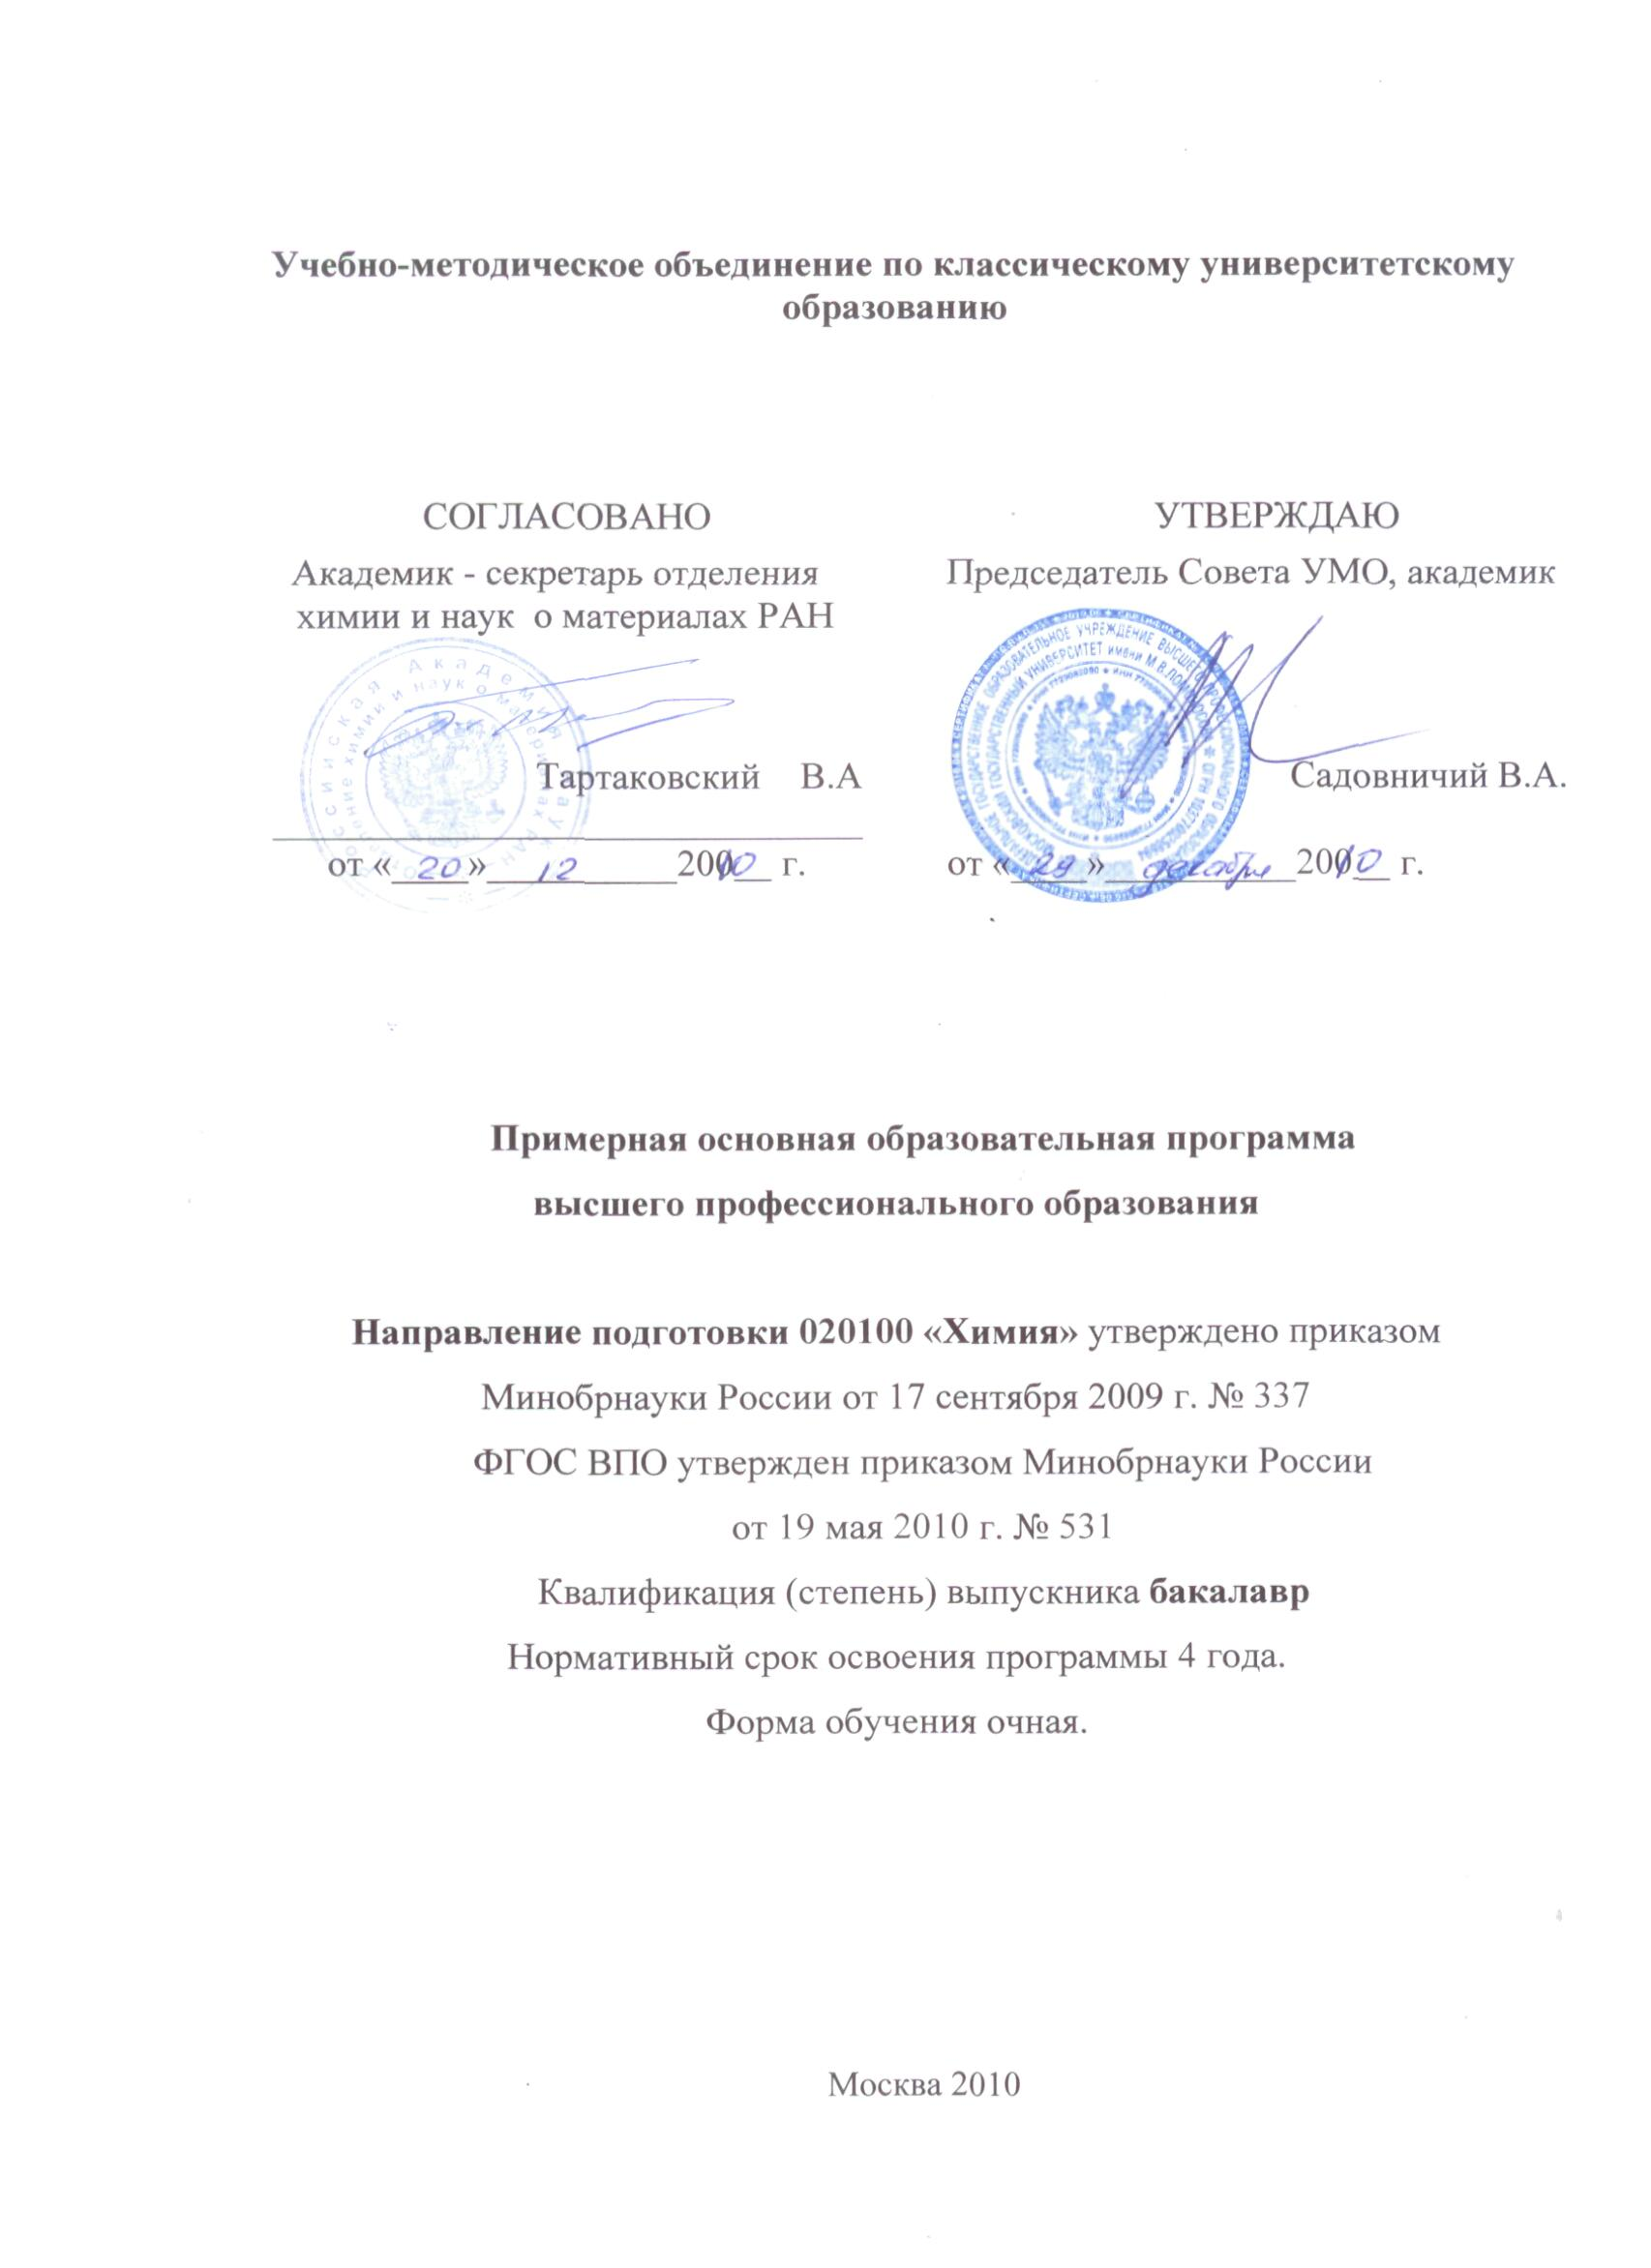 Учебно-методическое объединение по классическому университетскому
образованию
СОГЛАСОВАНО
Академик - секретарь отделения
химии и наук о материалах РАН
Тартаковский В.А
от «20» 12 2010 г.
УТВЕРЖДАЮ
Председатель Совета УМО, академик
Садовничий В.А.
от «29» декабря 2010 г.
Примерная основная образовательная программа
высшего профессионального образования
Направление подготовки 020100 «Химия» утверждено приказом
Минобрнауки России от 17 сентября 2009 г. № 337
ФГОС ВПО утвержден приказом Минобрнауки России
от 19 мая 2010 г. № 531
Квалификация (степень) выпускника бакалавр
Нормативный срок освоения программы 4 года.
Форма обучения очная.
Москва 2010